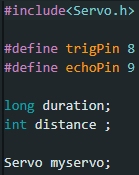 #include<Servo.h>
#define trigPin 8
#define echoPin 9
long duration;
int distance ;
Servo myservo;